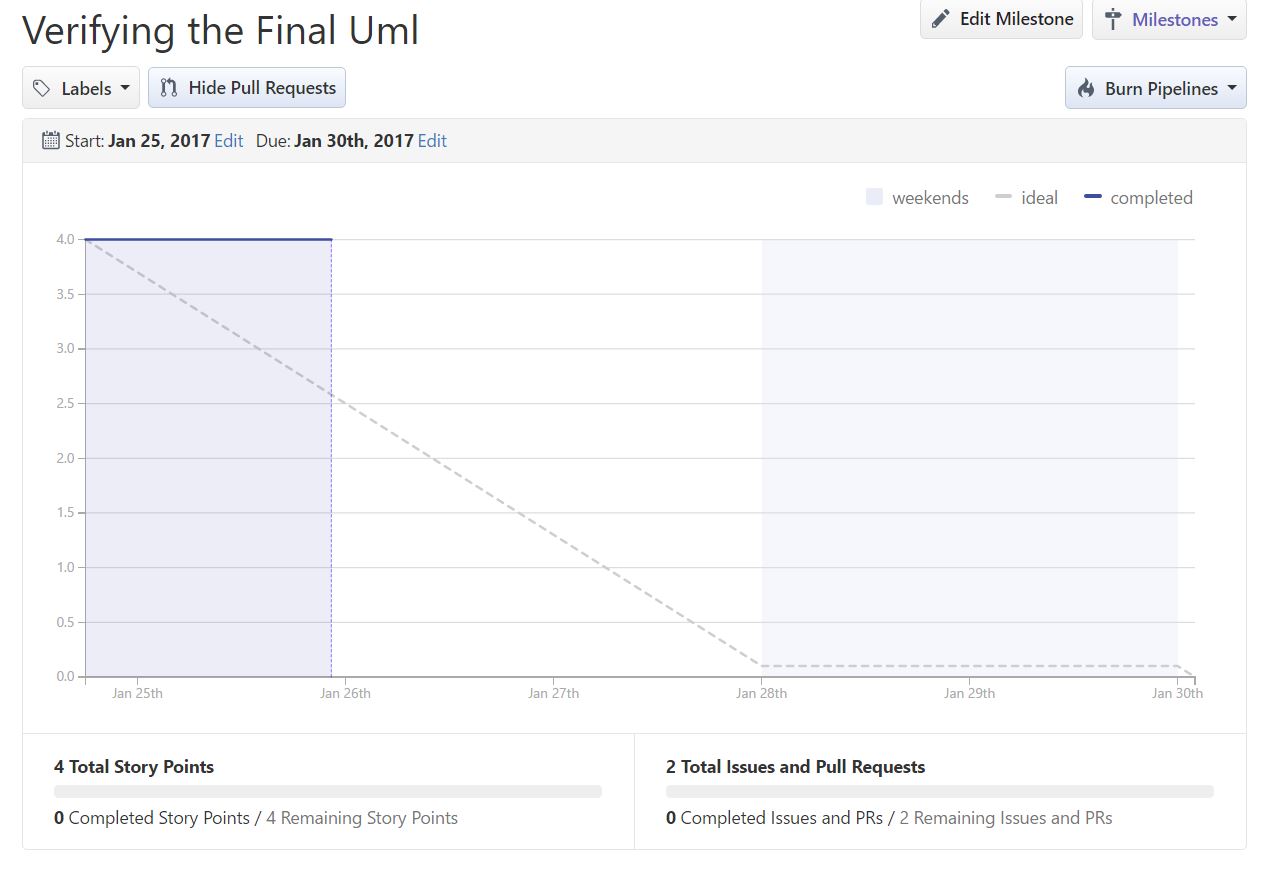 Verifying the Final Uml
Edit Milestone
Milestones
Labels
Hide Pull Requests
Burn Pipelines
Start: Jan 25, 2017 Edit Due: Jan 30th, 2017 Edit
weekends ideal completed
4.0
3.5
3.0
2.5
2.0
1.5
1.0
0.5
0.0
Jan 25th Jan 26th Jan 27th Jan 28th Jan 29th Jan 30th
4 Total Story Points
0 Completed Story Points / 4 Remaining Story Points
2 Total Issues and Pull Requests
0 Completed Issues and PRs / 2 Remaining Issues and PRs